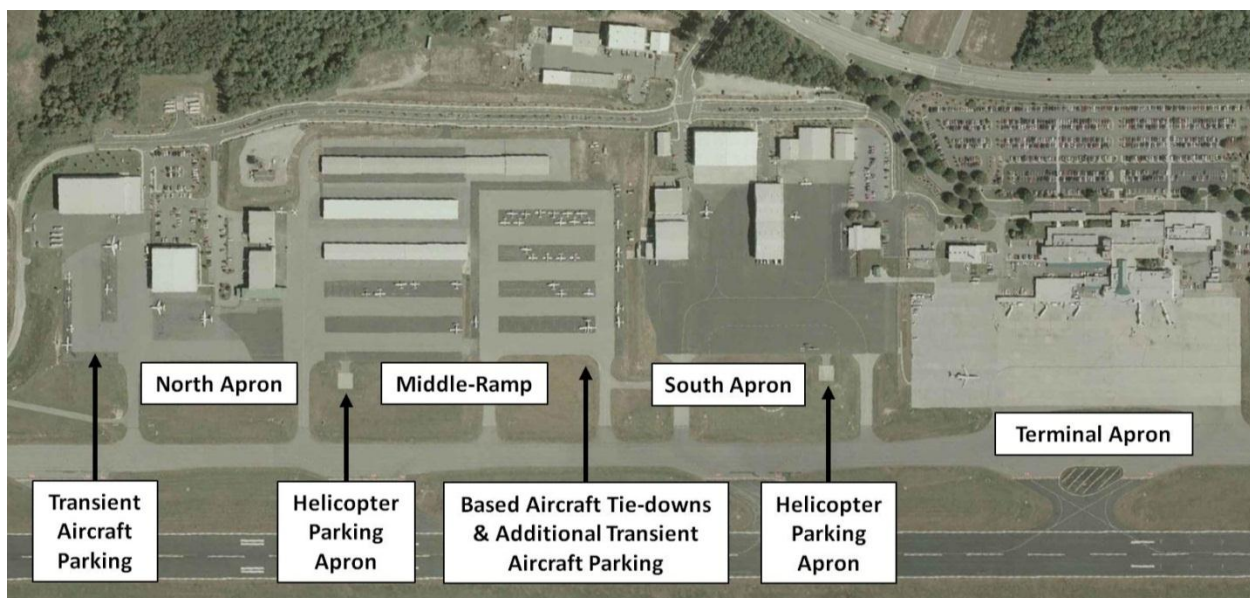 North Apron
Middle-Ramp
South Apron
Terminal Apron
Transient
Aircraft
Parking
Helicopter
Parking
Apron
Based Aircraft Tie-downs
& Additional Transient
Aircraft Parking
Helicopter
Parking
Apron